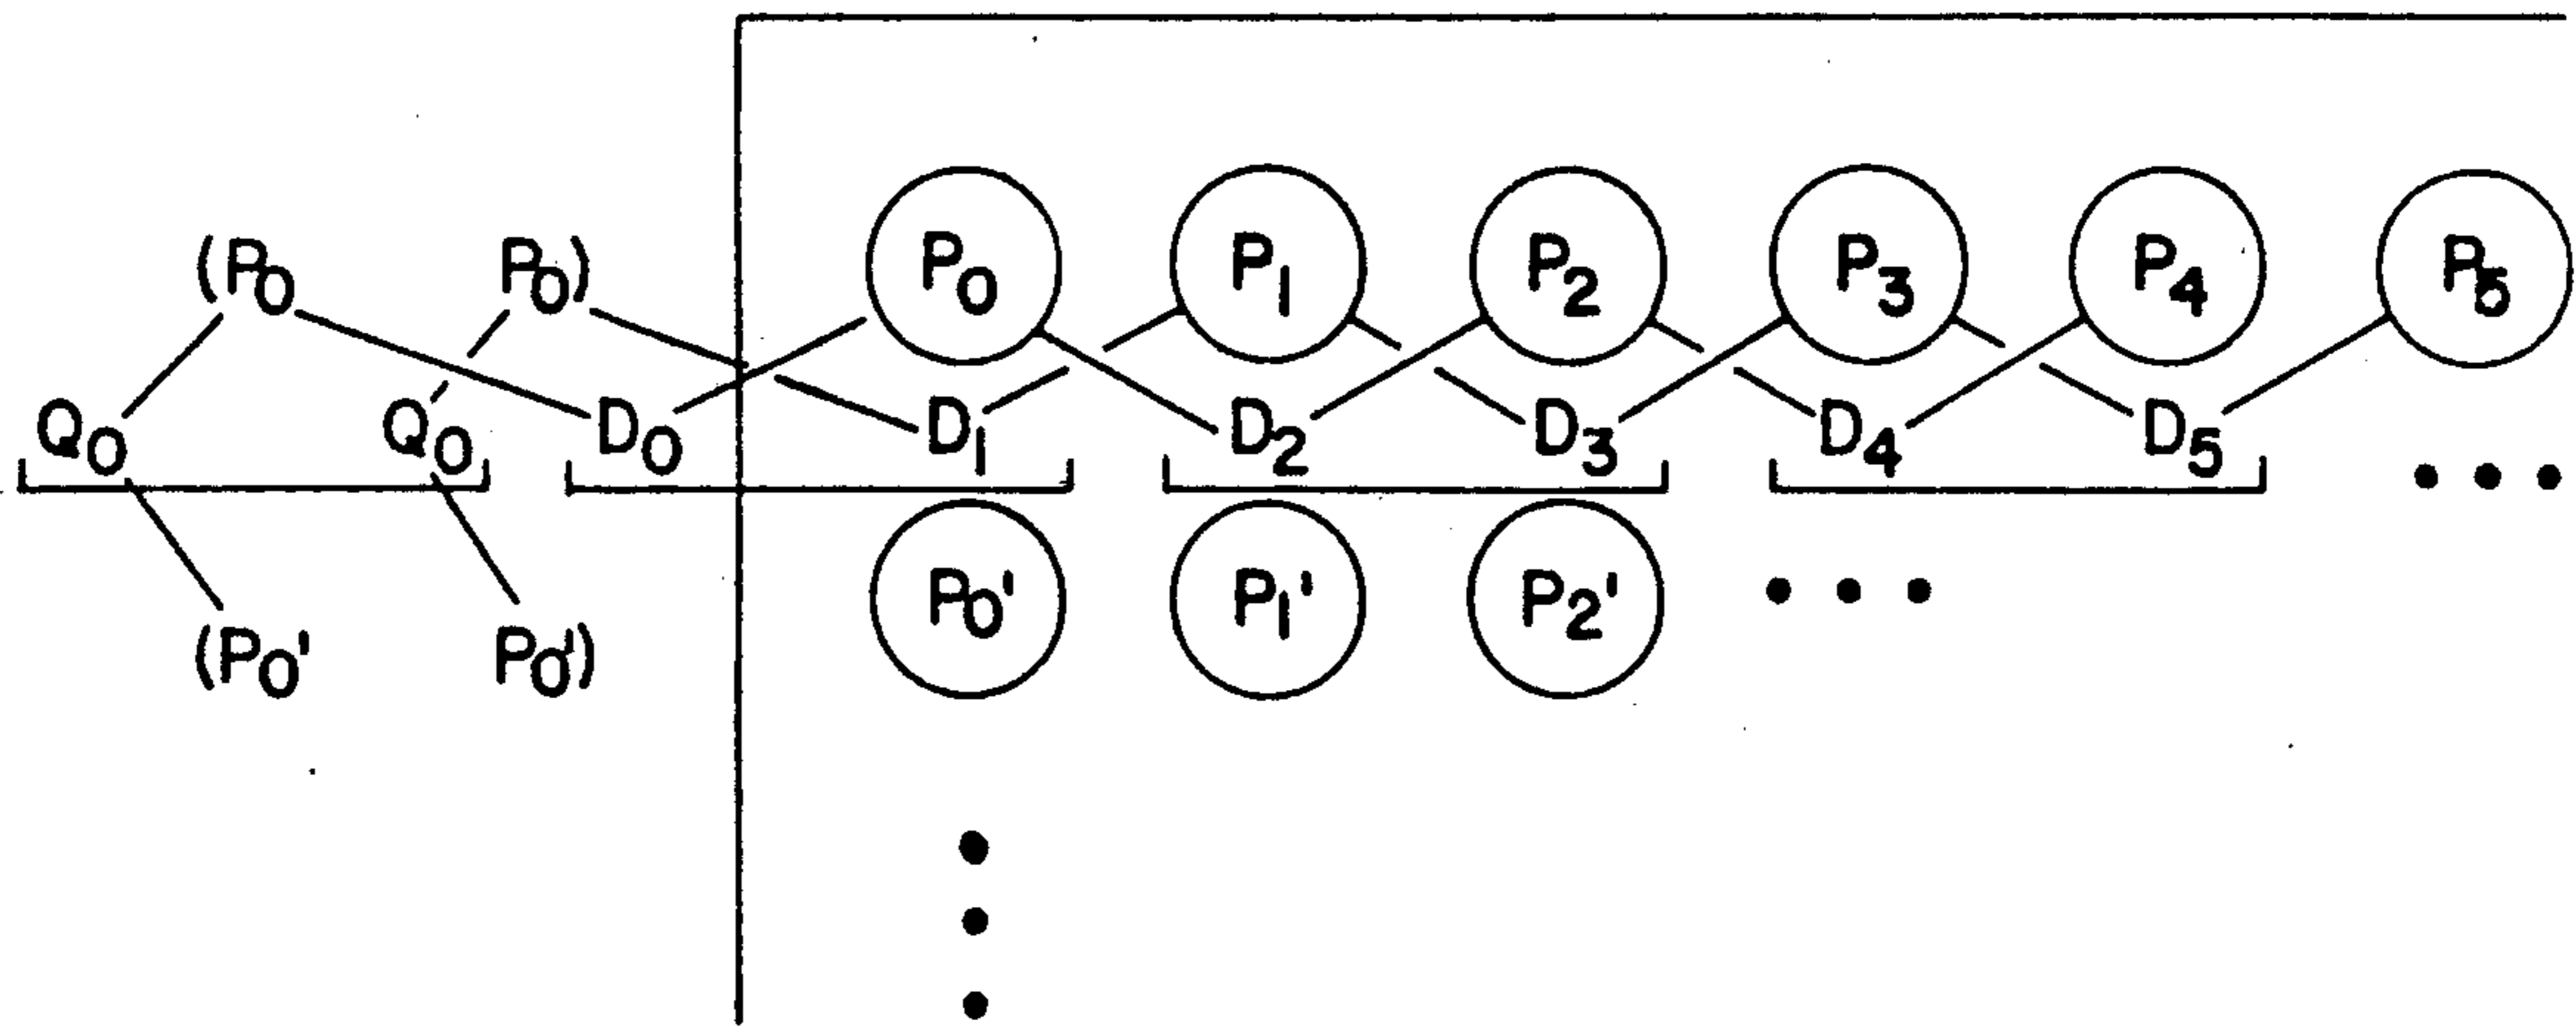 (P₀ P₀) P₀ P₁ P₂ P₃ P₄ P₅
Q₀ Q₀ D₀ D₁ D₂ D₃ D₄ D₅ • • •
P₀' P₁' P₂' • • •
(P₀' P₀')